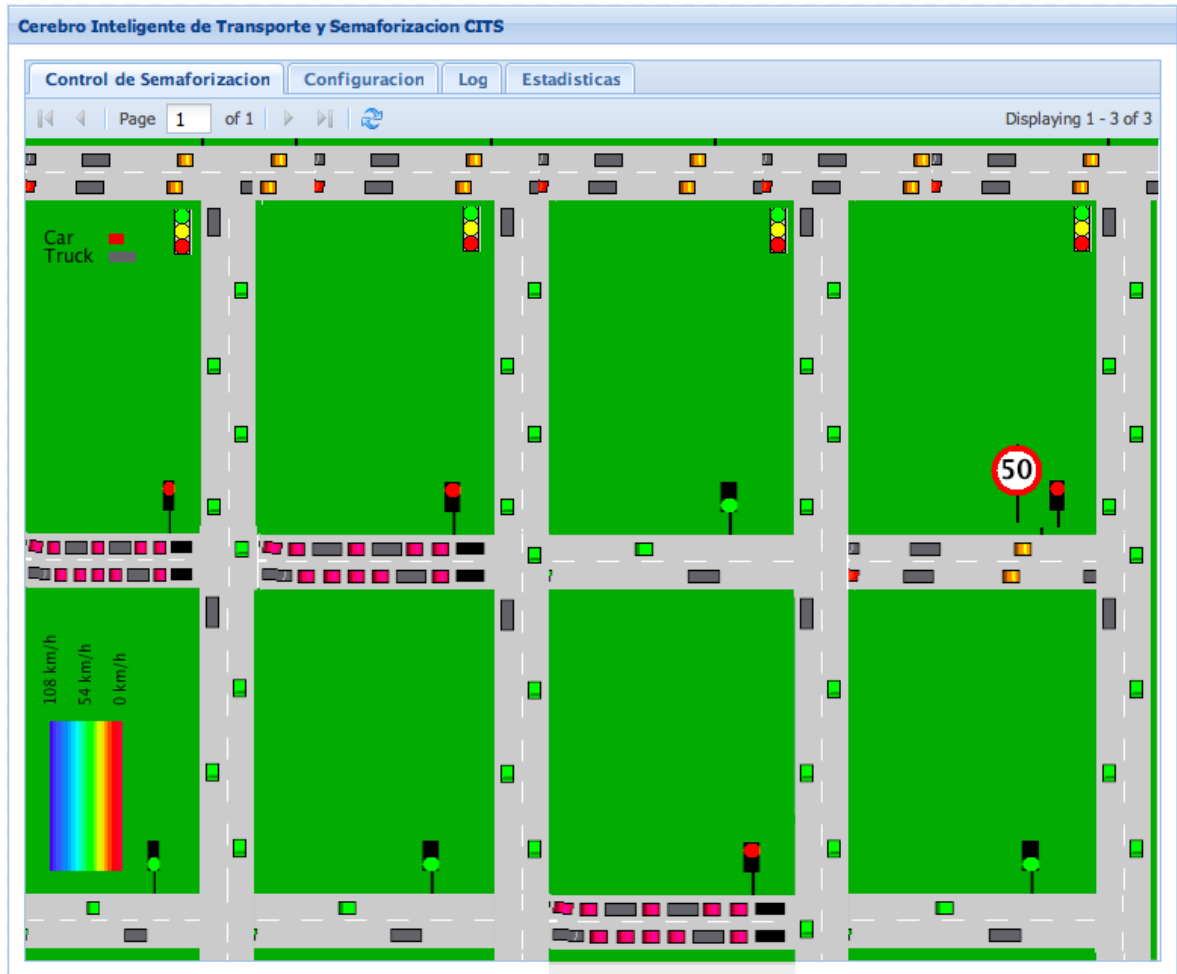 Cerebro Inteligente de Transporte y Semaforizacion CITS
Control de Semaforizacion Configuracion Log Estadisticas
Page 1 of 1 Displaying 1 - 3 of 3
Car
Truck
50
108 km/h
54 km/h
0 km/h